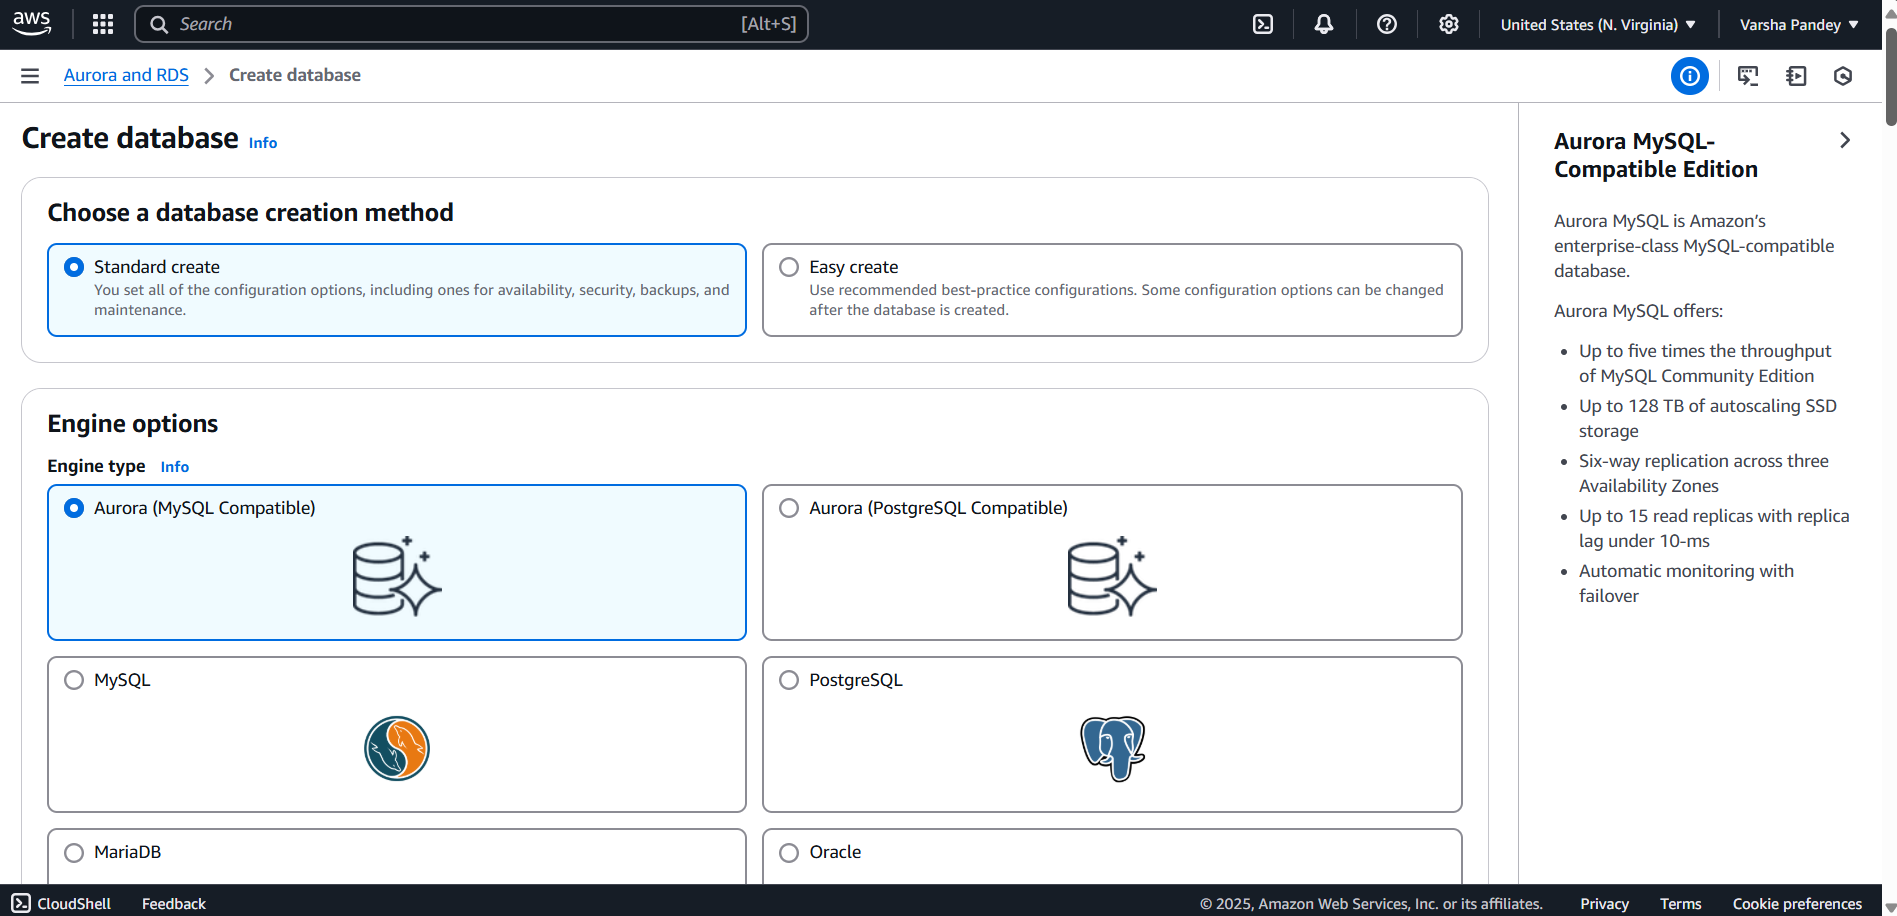 aws
Search [Alt+S]
United States (N. Virginia)
Varsha Pandey
Aurora and RDS
Create database
Create database Info
Choose a database creation method
Standard create
You set all of the configuration options, including ones for availability, security, backups, and
maintenance.
Easy create
Use recommended best-practice configurations. Some configuration options can be changed
after the database is created.
Engine options
Engine type Info
Aurora (MySQL Compatible)
Aurora (PostgreSQL Compatible)
MySQL
PostgreSQL
MariaDB
Oracle
Aurora MySQL-
Compatible Edition
Aurora MySQL is Amazon's
enterprise-class MySQL-compatible
database.
Aurora MySQL offers:
Up to five times the throughput
of MySQL Community Edition
Up to 128 TB of autoscaling SSD
storage
Six-way replication across three
Availability Zones
Up to 15 read replicas with replica
lag under 10-ms
Automatic monitoring with
failover
CloudShell
Feedback
© 2025, Amazon Web Services, Inc. or its affiliates.
Privacy
Terms
Cookie preferences